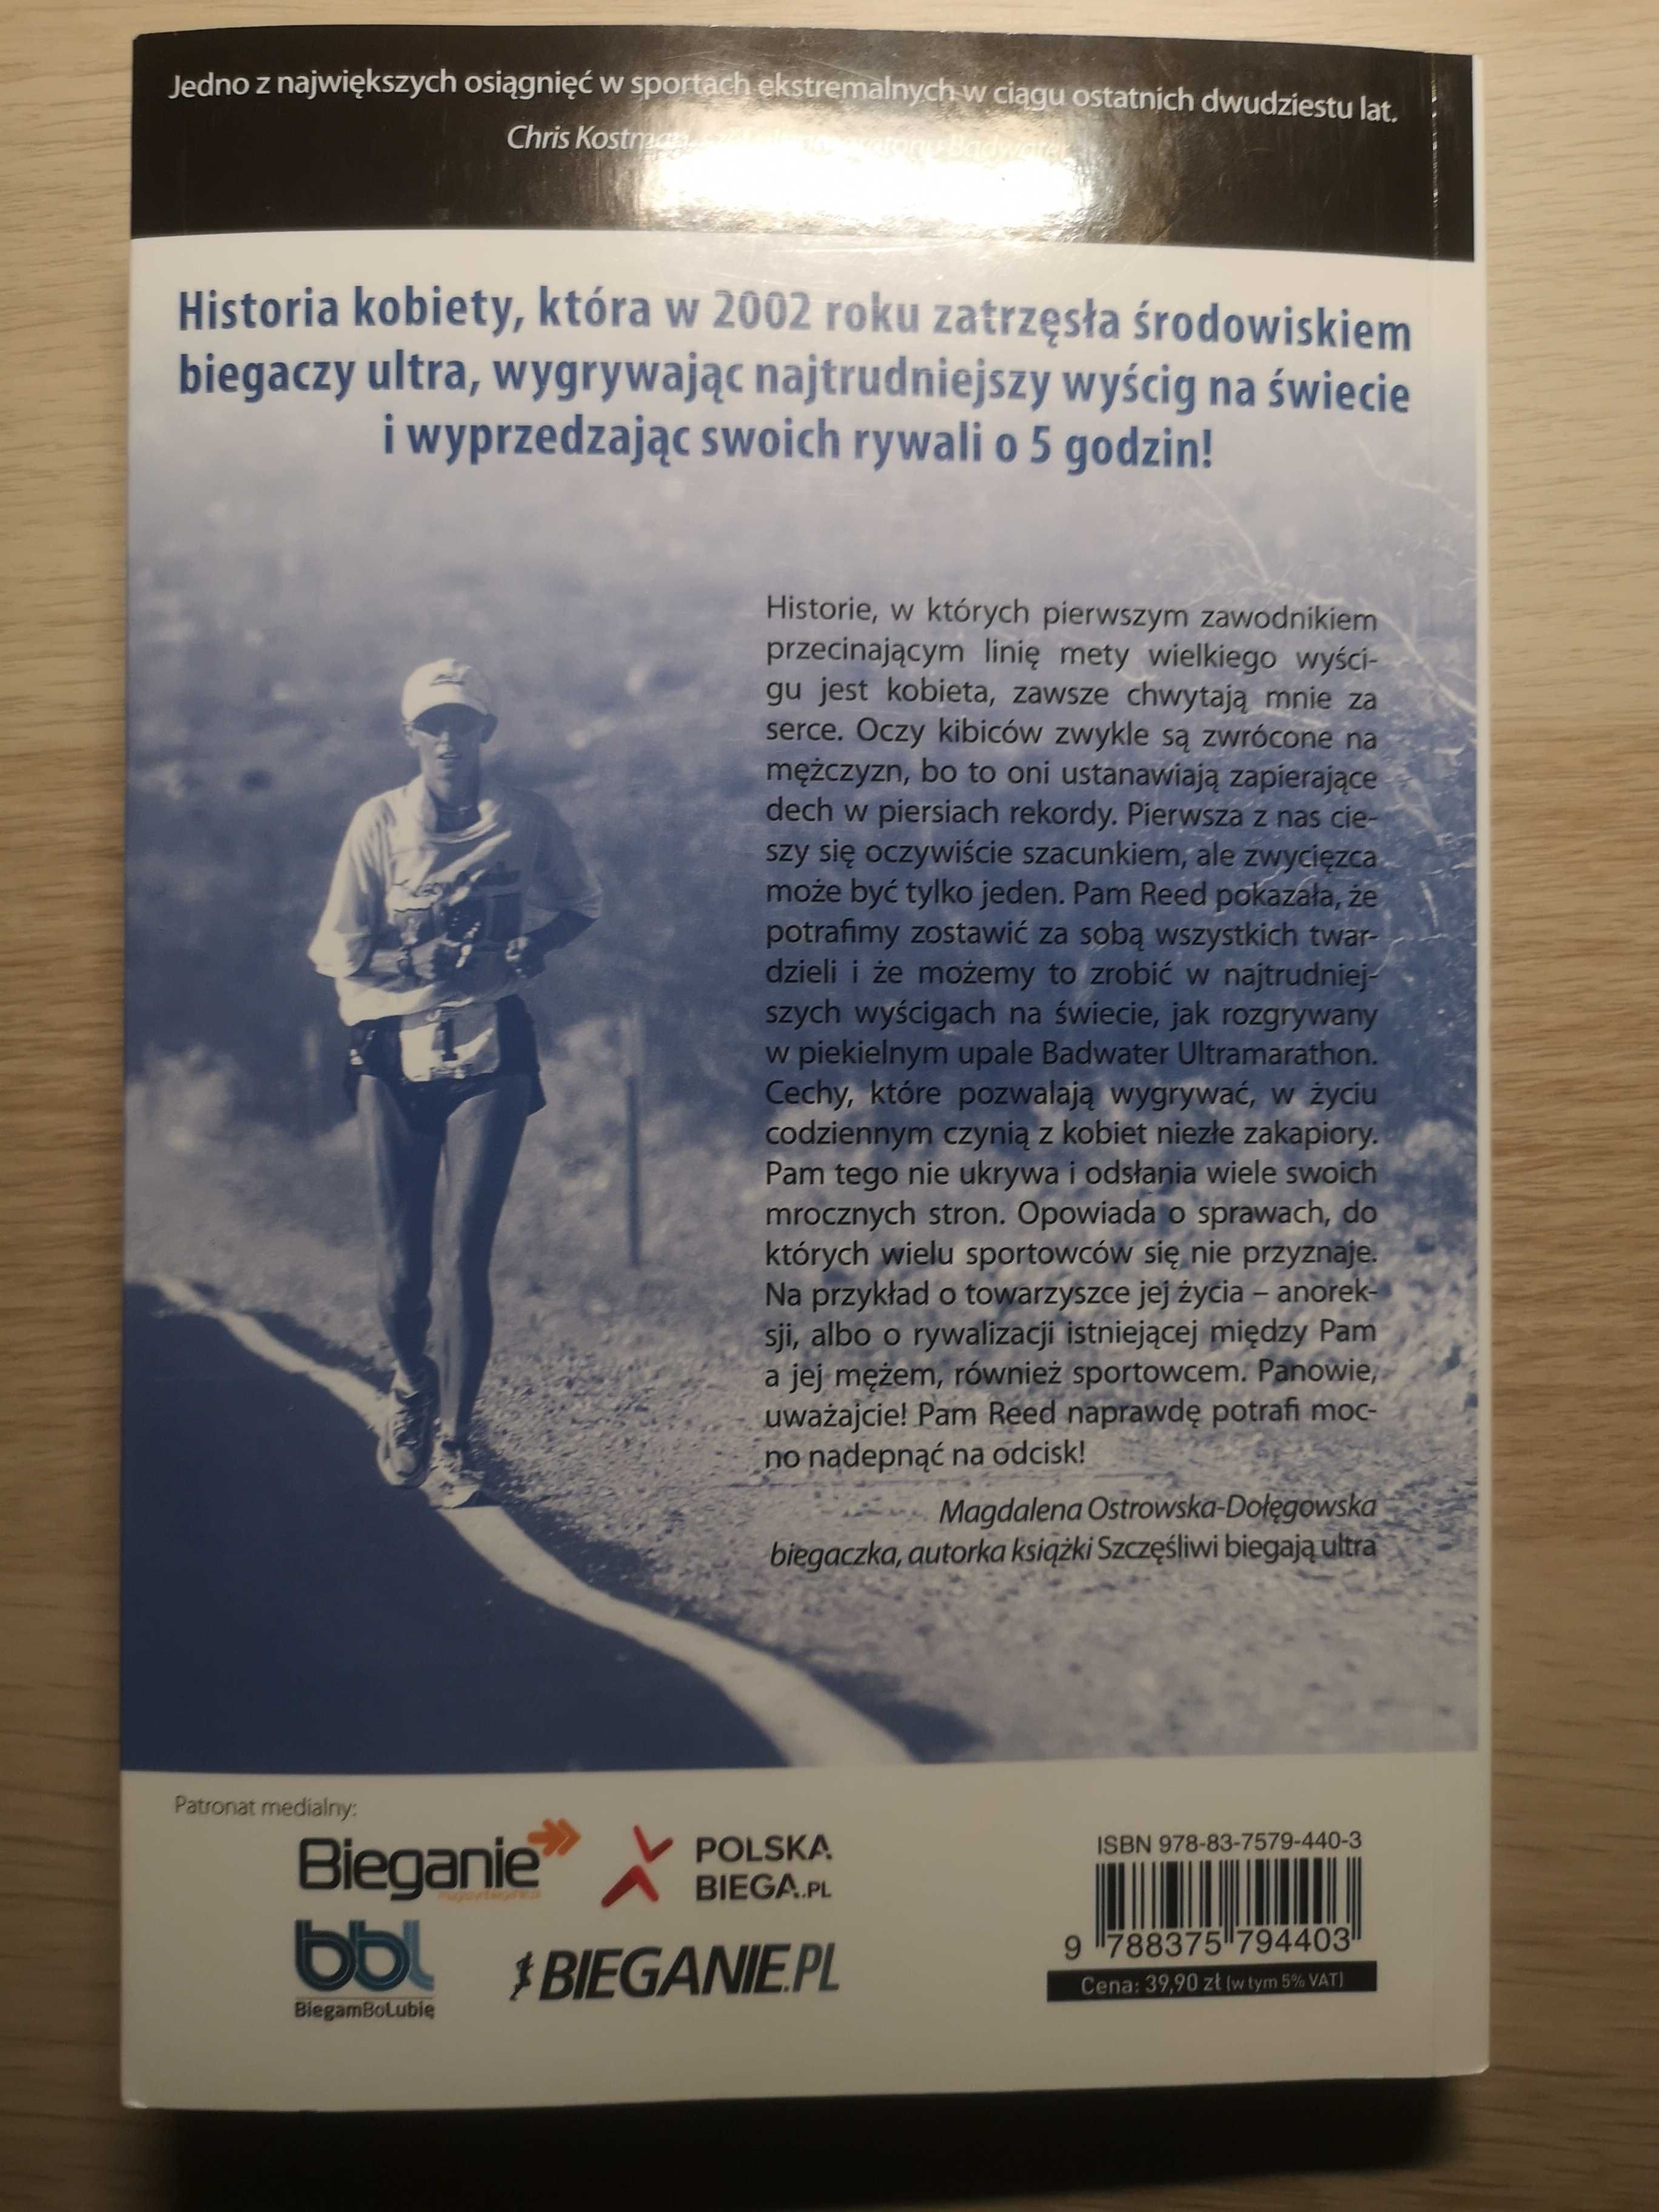 Jedno z największych osiągnięć w sportach ekstremalnych w ciągu ostatnich dwudziestu lat.
Chris Kostman, szef ultramaratonu Badwater
Historia kobiety, która w 2002 roku zatrzęsła środowiskiem
biegaczy ultra, wygrywając najtrudniejszy wyścig na świecie
i wyprzedzając swoich rywali o 5 godzin!
Historie, w których pierwszym zawodnikiem
przecinającym linię mety wielkiego wyści-
gu jest kobieta, zawsze chwytają mnie za
serce. Oczy kibiców zwykle są zwrócone na
mężczyzn, bo to oni ustanawiają zapierające
dech w piersiach rekordy. Pierwsza z nas cie-
szy się oczywiście szacunkiem, ale zwycięzca
może być tylko jeden. Pam Reed pokazała, że
potrafimy zostawić za sobą wszystkich twar-
dzieli i że możemy to zrobić w najtrudniej-
szych wyścigach na świecie, jak rozgrywany
w piekielnym upale Badwater Ultramarathon.
Cechy, które pozwalają wygrywać, w życiu
codziennym czynią z kobiet niezłe zakapiory.
Pam tego nie ukrywa i odsłania wiele swoich
mrocznych stron. Opowiada o sprawach, do
których wielu sportowców się nie przyznaje.
Na przykład o towarzyszce jej życia – anorek-
sji, albo o rywalizacji istniejącej między Pam
a jej mężem, również sportowcem. Panowie,
uważajcie! Pam Reed naprawdę potrafi moc-
no nadepnąć na odcisk!
Magdalena Ostrowska-Dołęgowska
biegaczka, autorka książki Szczęśliwi biegają ultra
Patronat medialny:
Bieganie
POLSKA
BIEGA.PL
bbl
BiegamBoLubię
BIEGANIE.PL
ISBN 978-83-7579-440-3
9 788375 794403
Cena: 39,90 zł (w tym 5% VAT)